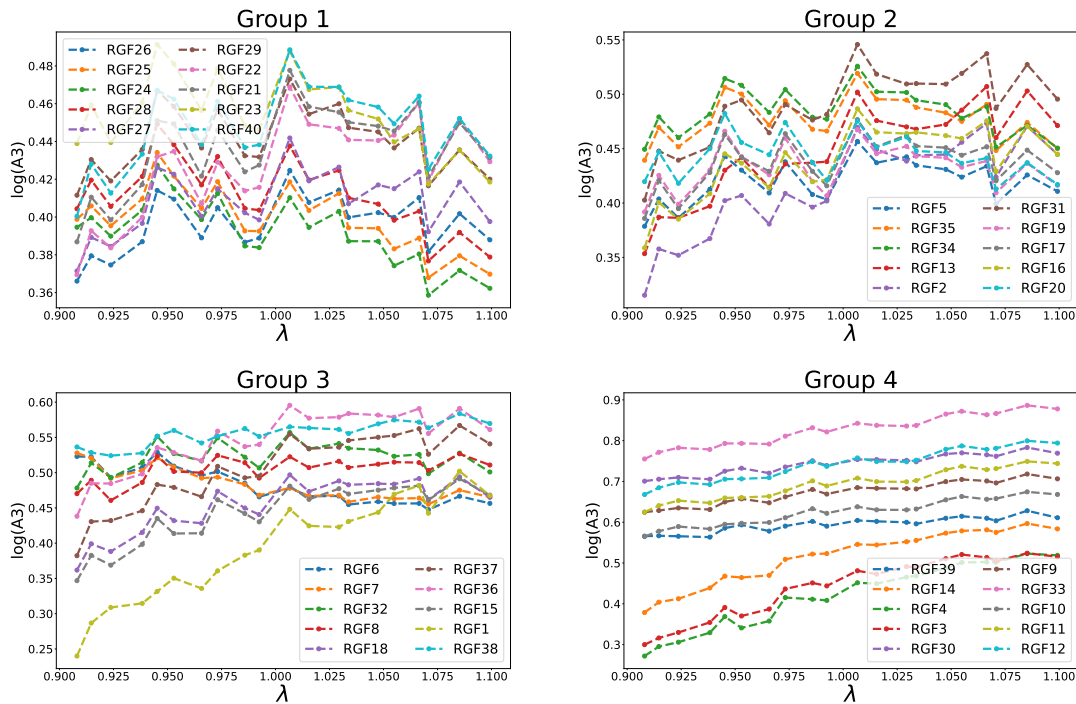 Group 1
log(A3)
0.48
0.46
0.44
0.42
0.40
0.38
0.36
RGF26
RGF25
RGF24
RGF28
RGF27
RGF29
RGF22
RGF21
RGF23
RGF40
0.900 0.925 0.950 0.975 1.000 1.025 1.050 1.075 1.100
λ
Group 2
log(A3)
0.55
0.50
0.45
0.40
0.35
RGF5
RGF35
RGF34
RGF13
RGF2
RGF31
RGF19
RGF17
RGF16
RGF20
0.900 0.925 0.950 0.975 1.000 1.025 1.050 1.075 1.100
λ
Group 3
log(A3)
0.60
0.55
0.50
0.45
0.40
0.35
0.30
0.25
RGF6
RGF7
RGF32
RGF8
RGF18
RGF37
RGF36
RGF15
RGF1
RGF38
0.900 0.925 0.950 0.975 1.000 1.025 1.050 1.075 1.100
λ
Group 4
log(A3)
0.9
0.8
0.7
0.6
0.5
0.4
0.3
RGF39
RGF14
RGF4
RGF3
RGF30
RGF9
RGF33
RGF10
RGF11
RGF12
0.900 0.925 0.950 0.975 1.000 1.025 1.050 1.075 1.100
λ